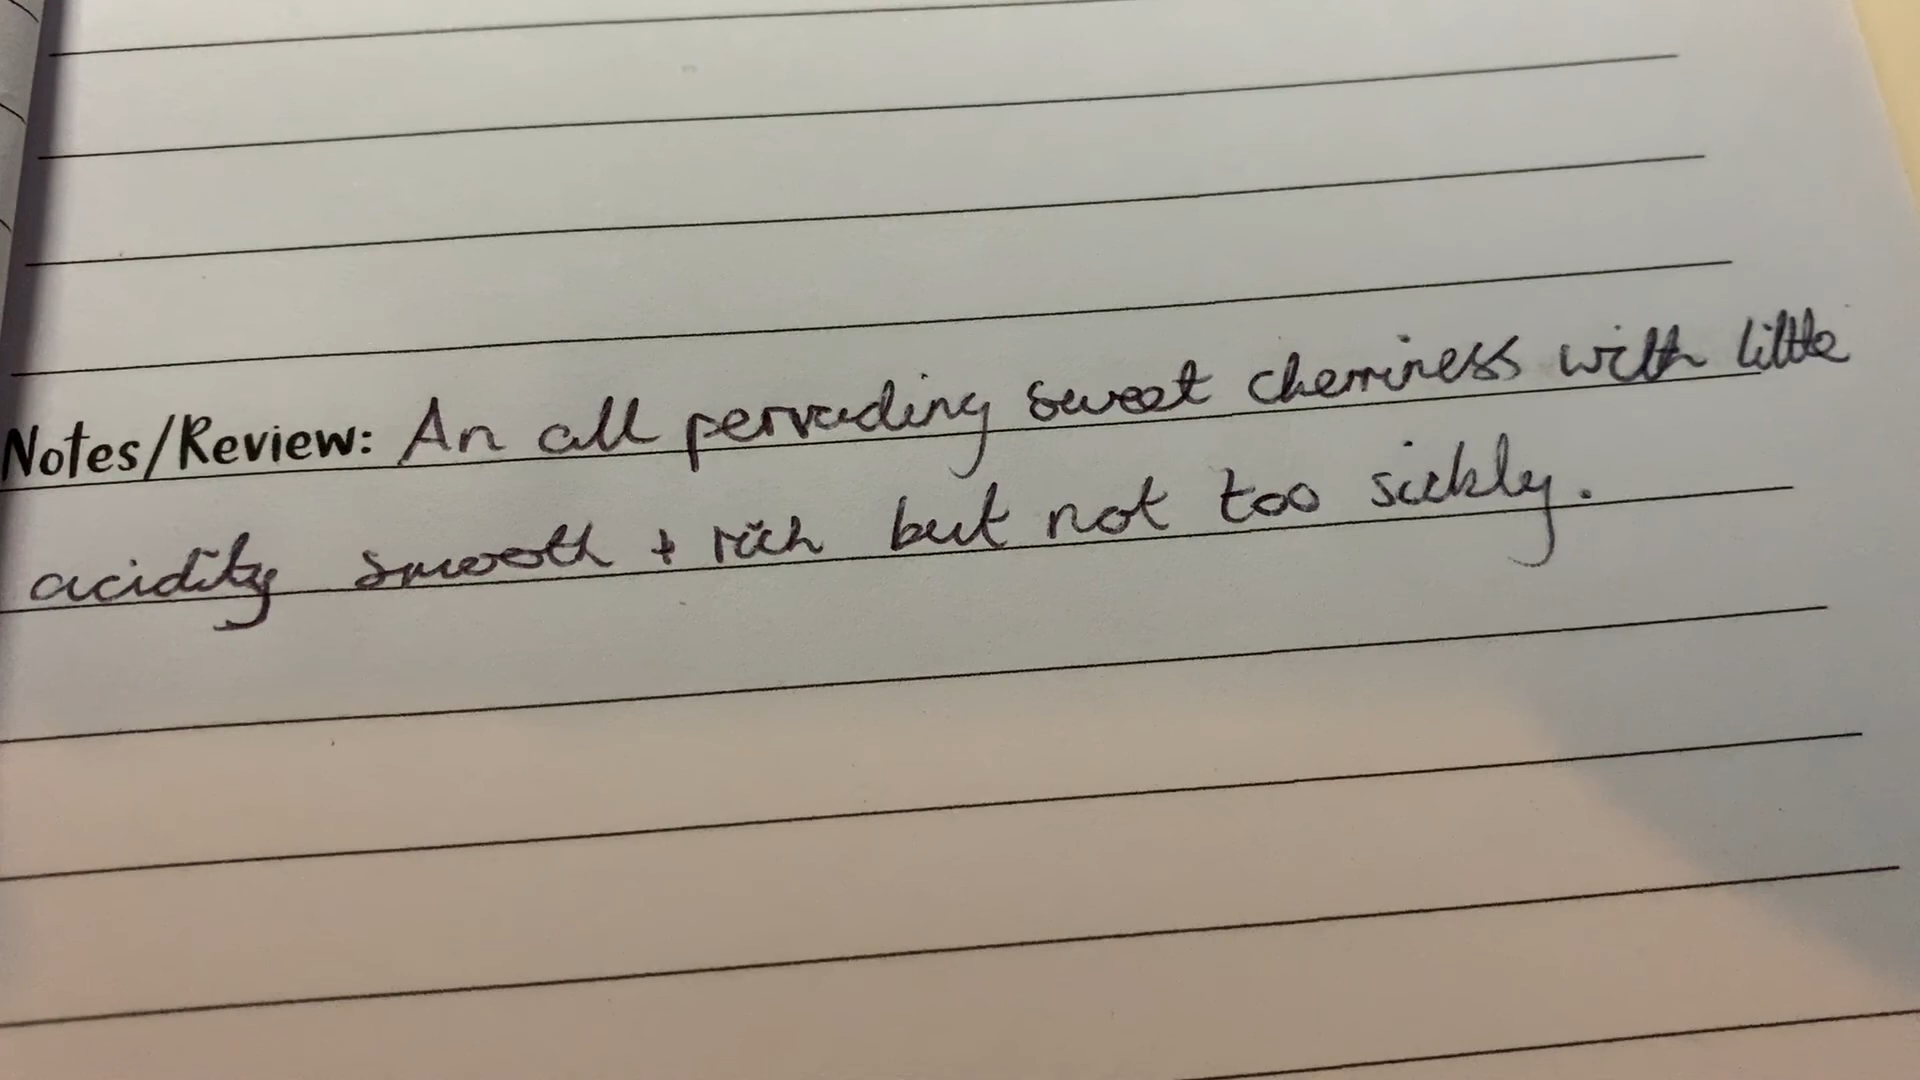 Notes/Review: An all pervading sweet cherriness with little
acidity smooth + rich but not too sickly.